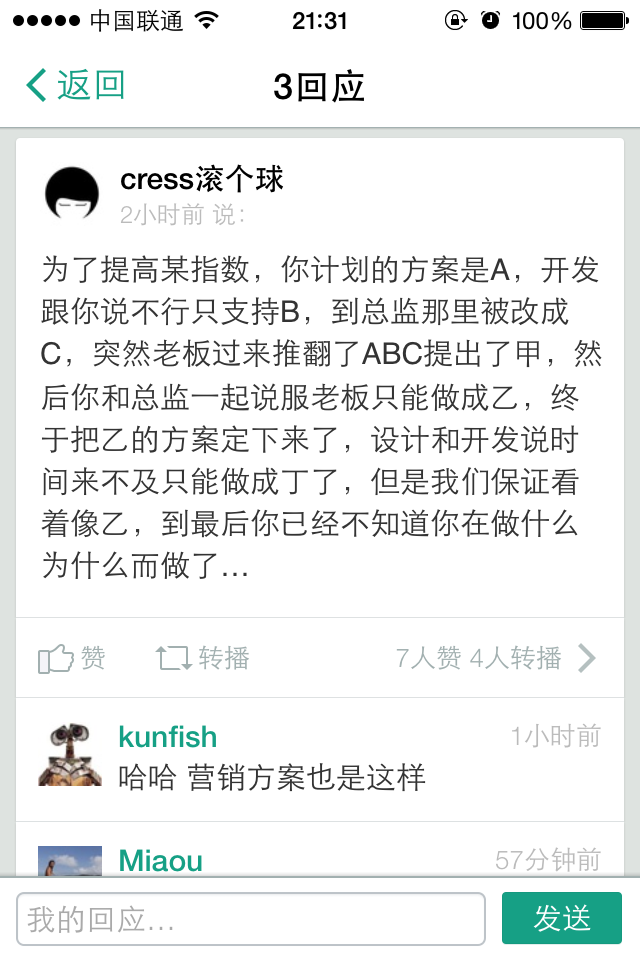 中国联通 21:31 100%
返回 3回应
cress滚个球
2小时前 说：
为了提高某指数，你计划的方案是A，开发
跟你说不行只支持B，到总监那里被改成
C，突然老板过来推翻了ABC提出了甲，然
后你和总监一起说服老板只能做成乙，终
于把乙的方案定下来了，设计和开发说时
间来不及只能做成丁了，但是我们保证看
着像乙，到最后你已经不知道你在做什么
为什么而做了…
赞 转播 7人赞 4人转播
kunfish 1小时前
哈哈 营销方案也是这样
Miaou 57分钟前
我的回应... 发送